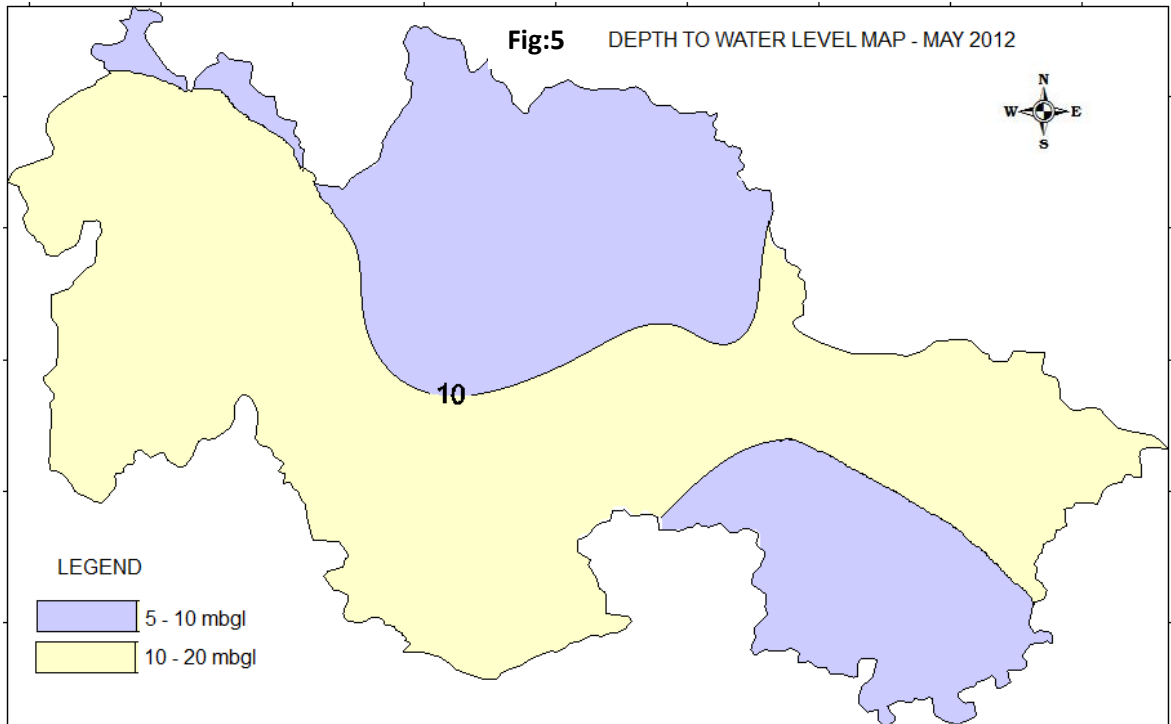 Fig:5 DEPTH TO WATER LEVEL MAP - MAY 2012
N
W E
S
10
LEGEND
5 - 10 mbgl
10 - 20 mbgl